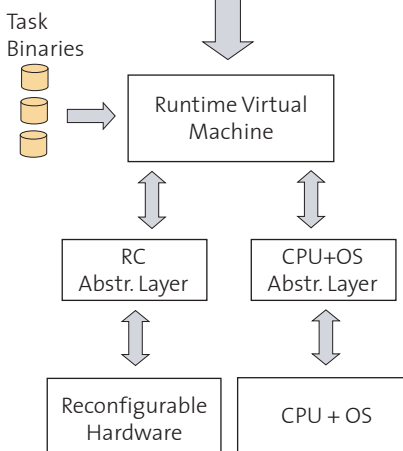 Task
Binaries
Runtime Virtual
Machine
RC
Abstr. Layer
CPU+OS
Abstr. Layer
Reconfigurable
Hardware
CPU + OS